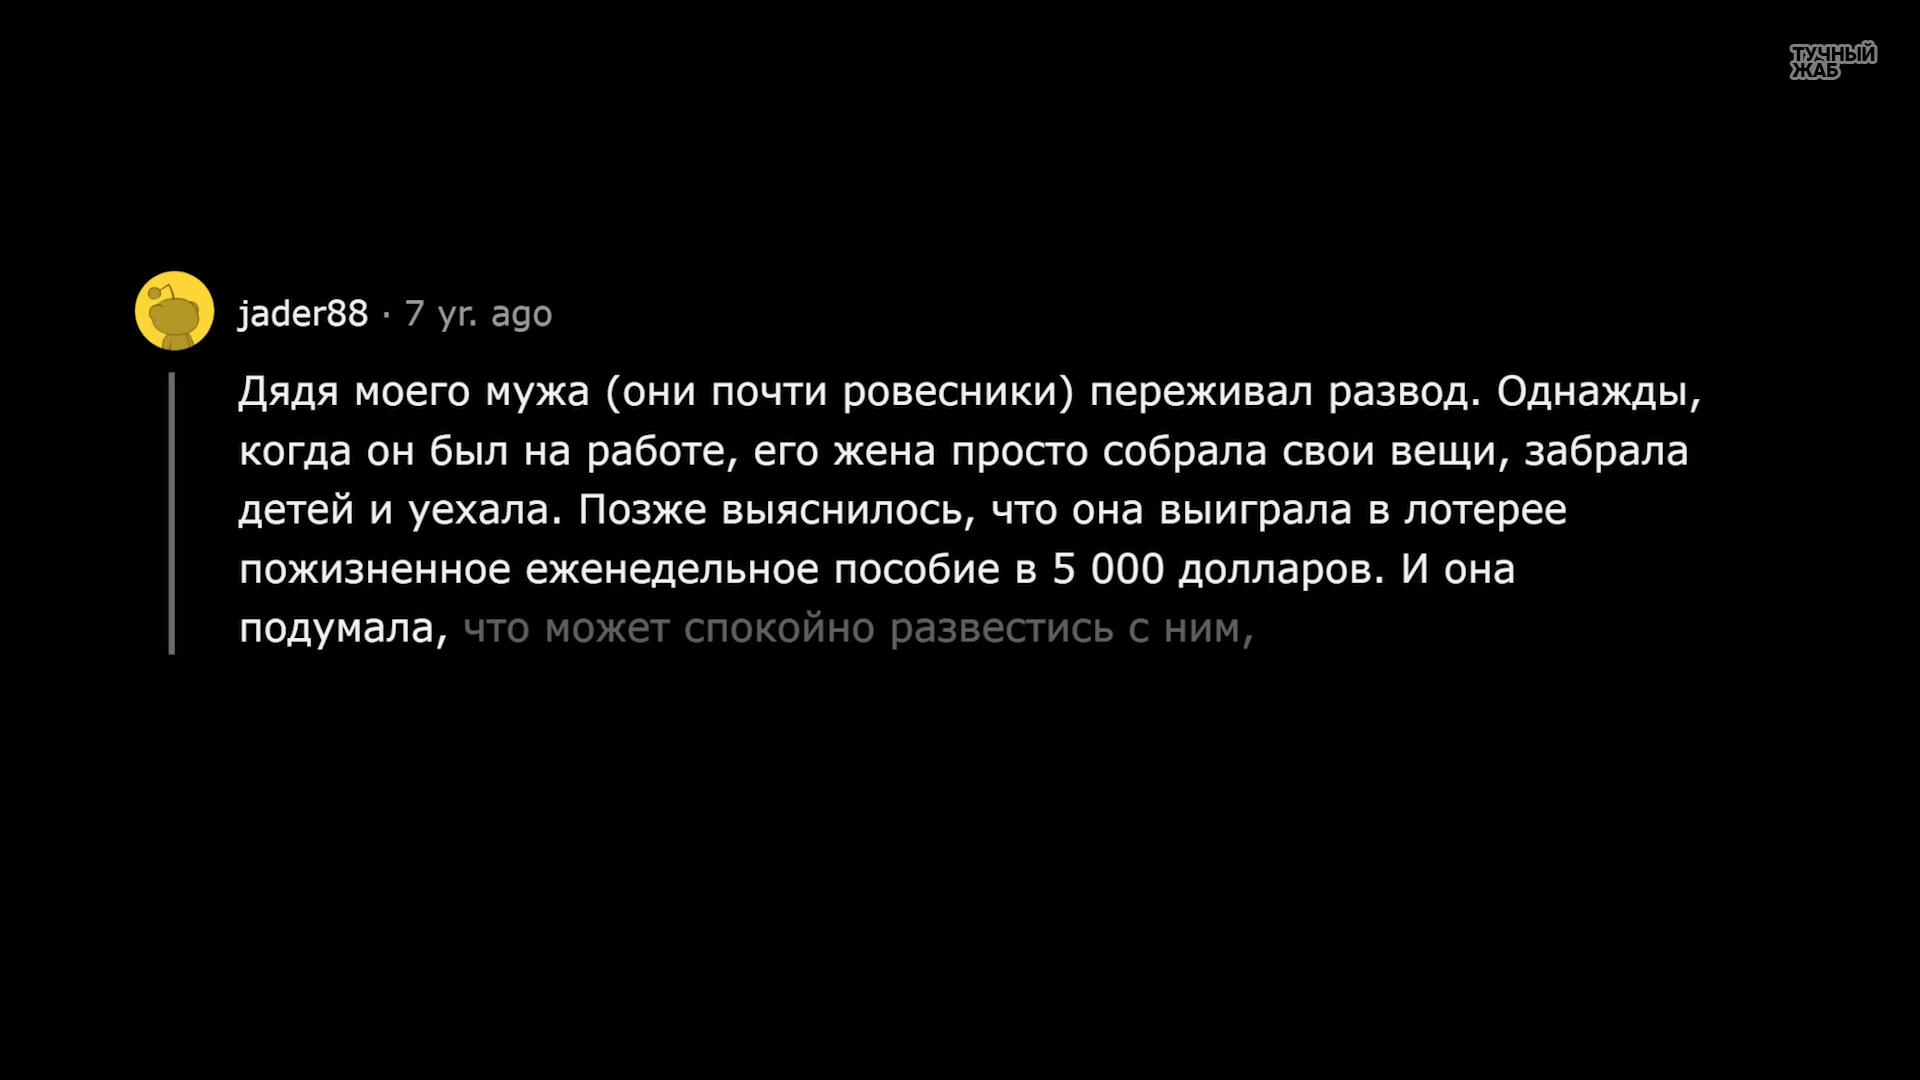 ТУЧНЫЙ
ЖАБ
jader88 · 7 yr. ago
Дядя моего мужа (они почти ровесники) переживал развод. Однажды,
когда он был на работе, его жена просто собрала свои вещи, забрала
детей и уехала. Позже выяснилось, что она выиграла в лотерее
пожизненное еженедельное пособие в 5 000 долларов. И она
подумала, что может спокойно развестись с ним,